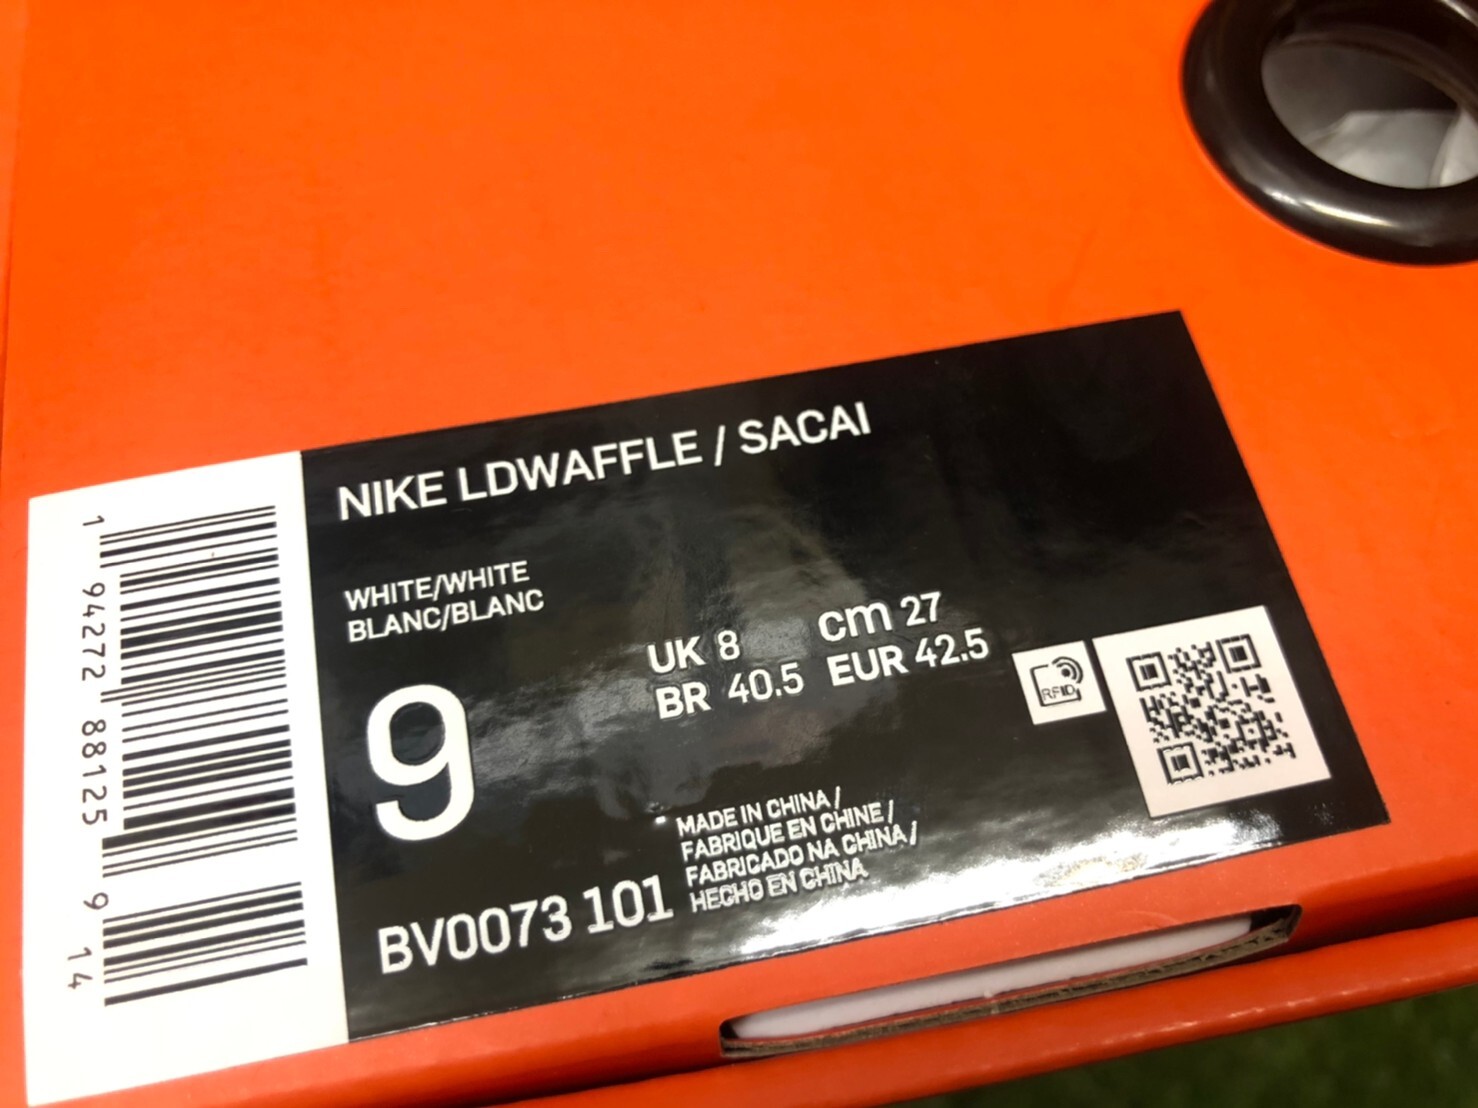 NIKE LDWAFFLE / SACAI
WHITE/WHITE
BLANC/BLANC
9
UK 8
cm 27
BR 40.5
EUR 42.5
RFID
MADE IN CHINA /
FABRIQUE EN CHINE /
FABRICADO NA CHINA /
HECHO EN CHINA
BV0073 101
1 94272 88125 9 14